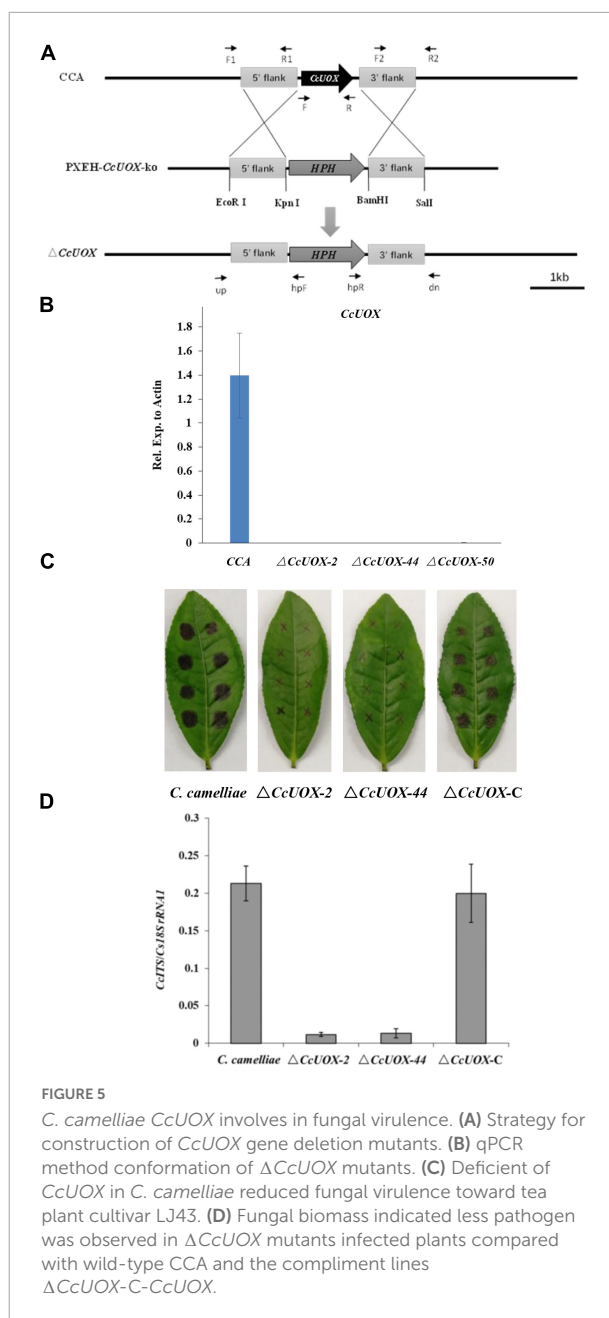 A
F1 R1 F2 R2
CCA 5' flank CcUOX 3' flank
F R
PXEH-CcUOX-ko 5' flank HPH 3' flank
EcoR I Kpn I BamHI SalI
△CcUOX 5' flank HPH 3' flank
up hpF hpR dn
1kb
B
CcUOX
Rel. Exp. to Actin
1.8
1.6
1.4
1.2
1
0.8
0.6
0.4
0.2
0
CCA △CcUOX-2 △CcUOX-44 △CcUOX-50
C
C. camelliae △CcUOX-2 △CcUOX-44 △CcUOX-C
D
CcITS/Cs18S rRNA1
0.3
0.25
0.2
0.15
0.1
0.05
0
C. camelliae △CcUOX-2 △CcUOX-44 △CcUOX-C
FIGURE 5
C. camelliae CcUOX involves in fungal virulence. (A) Strategy for
construction of CcUOX gene deletion mutants. (B) qPCR
method conformation of ΔCcUOX mutants. (C) Deficient of
CcUOX in C. camelliae reduced fungal virulence toward tea
plant cultivar LJ43. (D) Fungal biomass indicated less pathogen
was observed in ΔCcUOX mutants infected plants compared
with wild-type CCA and the compliment lines
ΔCcUOX-C-CcUOX.